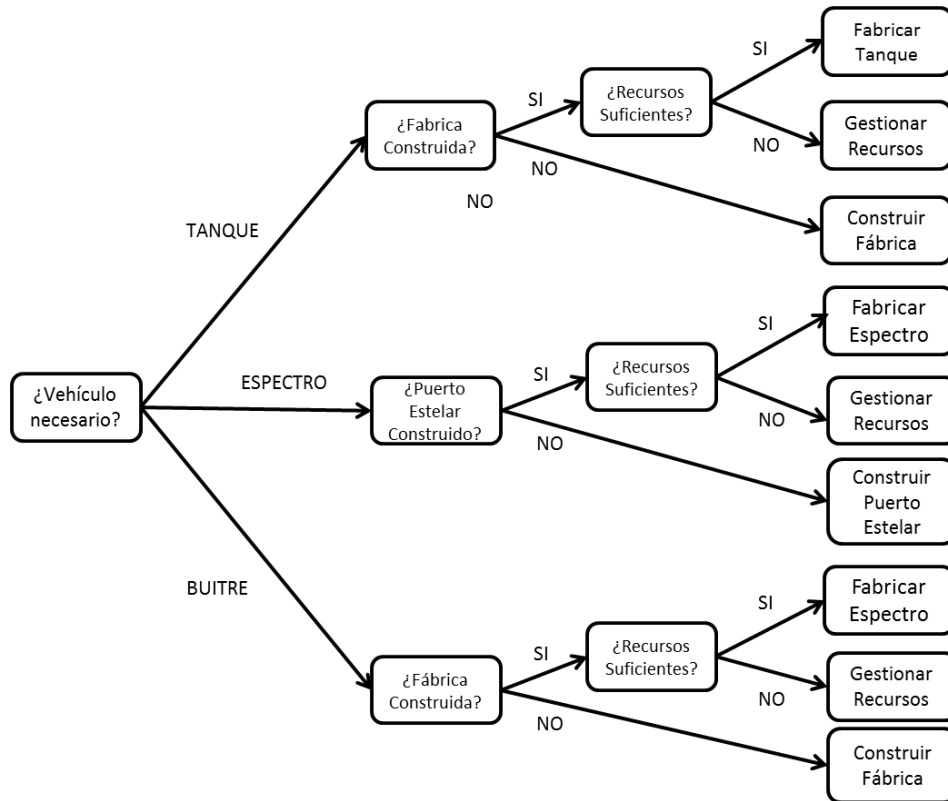 Fabricar
Tanque
SI
SI
¿Recursos
Suficientes?
¿Fabrica
Construida?
NO
Gestionar
Recursos
NO
NO
TANQUE
Construir
Fábrica
Fabricar
Espectro
SI
¿Vehículo
necesario?
ESPECTRO
¿Puerto
Estelar
Construido?
SI
¿Recursos
Suficientes?
NO
Gestionar
Recursos
NO
Construir
Puerto
Estelar
BUITRE
Fabricar
Espectro
SI
SI
¿Recursos
Suficientes?
¿Fábrica
Construida?
NO
Gestionar
Recursos
NO
Construir
Fábrica